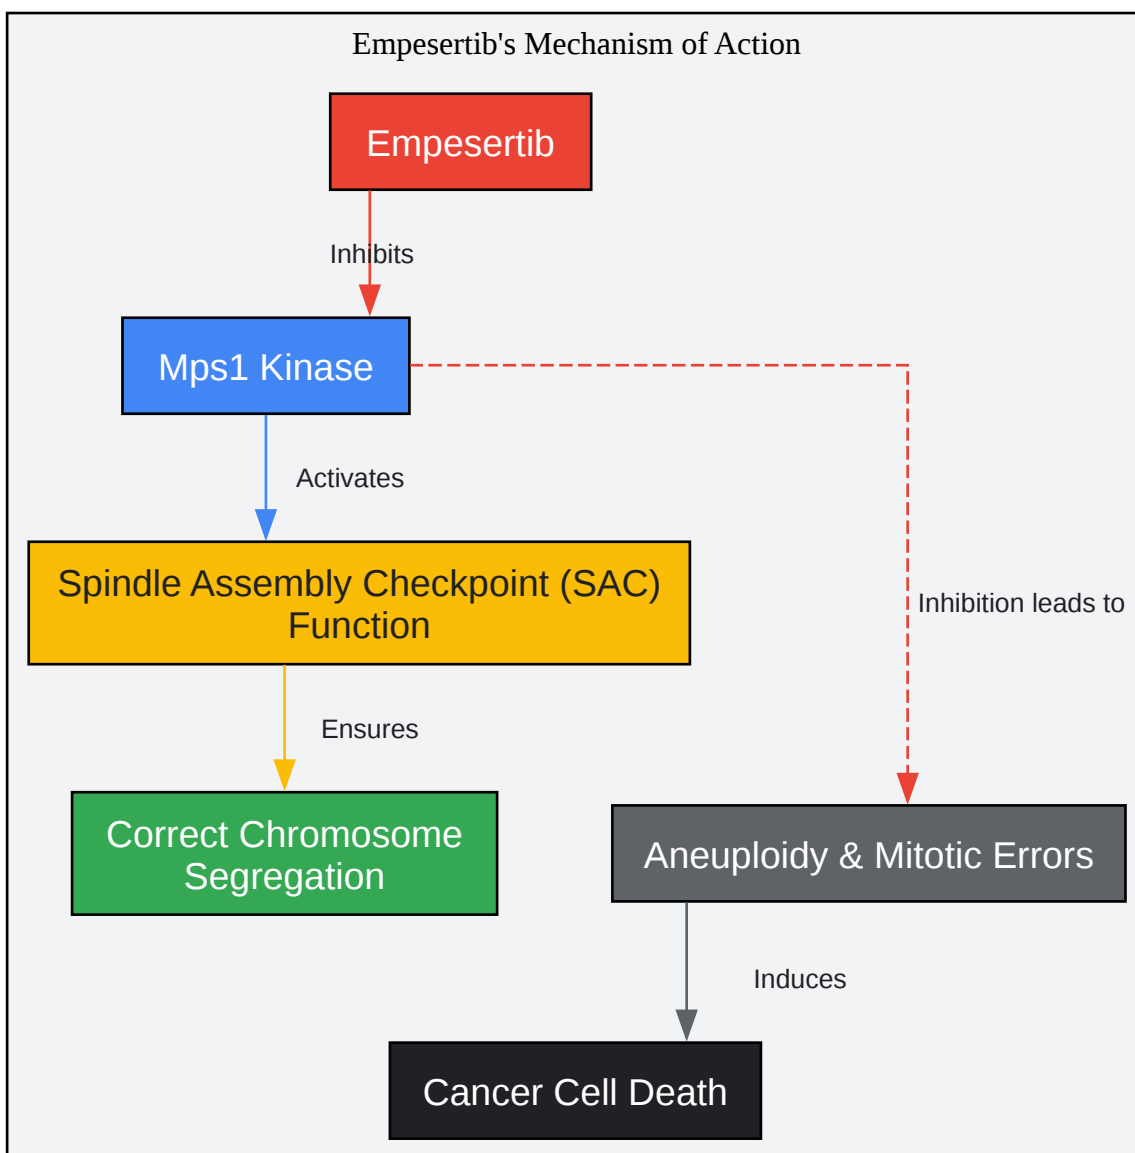 Empesertib's Mechanism of Action
Empesertib
Inhibits
Mps1 Kinase
Activates
Spindle Assembly Checkpoint (SAC)
Function
Inhibition leads to
Ensures
Correct Chromosome
Segregation
Aneuploidy & Mitotic Errors
Induces
Cancer Cell Death